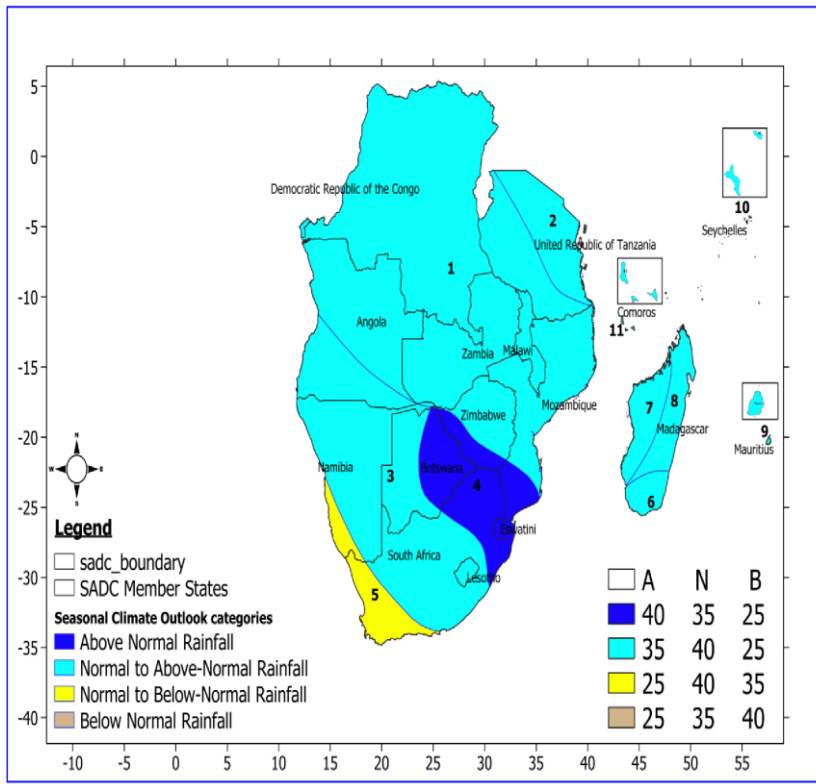 5
0
-5
-10
-15
-20
-25
-30
-35
-40
-10
-5
0
5
10
15
20
25
30
35
40
45
50
55
Democratic Republic of the Congo
1
2
United Republic of Tanzania
10
Seychelles
Angola
Zambia
Malawi
Comoros
11
Mozambique
Zimbabwe
7
8
Madagascar
6
9
Mauritius
Namibia
3
Botswana
4
Eswatini
South Africa
Lesotho
5
N
W
E
S
Legend
sadc_boundary
SADC Member States
Seasonal Climate Outlook categories
Above Normal Rainfall
Normal to Above-Normal Rainfall
Normal to Below-Normal Rainfall
Below Normal Rainfall
A N B
40 35 25
35 40 25
25 40 35
25 35 40